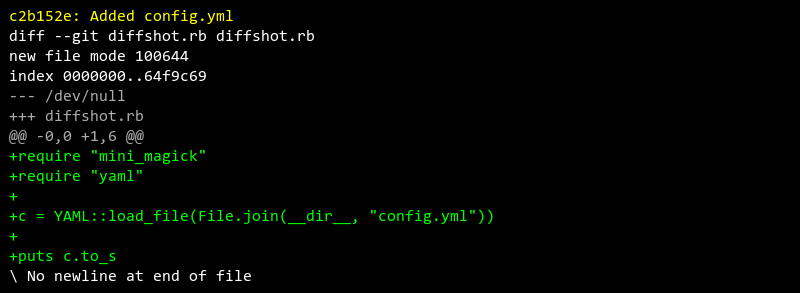 c2b152e: Added config.yml
diff --git diffshot.rb diffshot.rb
new file mode 100644
index 0000000..64f9c69
--- /dev/null
+++ diffshot.rb
@@ -0,0 +1,6 @@
+require "mini_magick"
+require "yaml"
+
+c = YAML::load_file(File.join(__dir__, "config.yml"))
+
+puts c.to_s
\ No newline at end of file